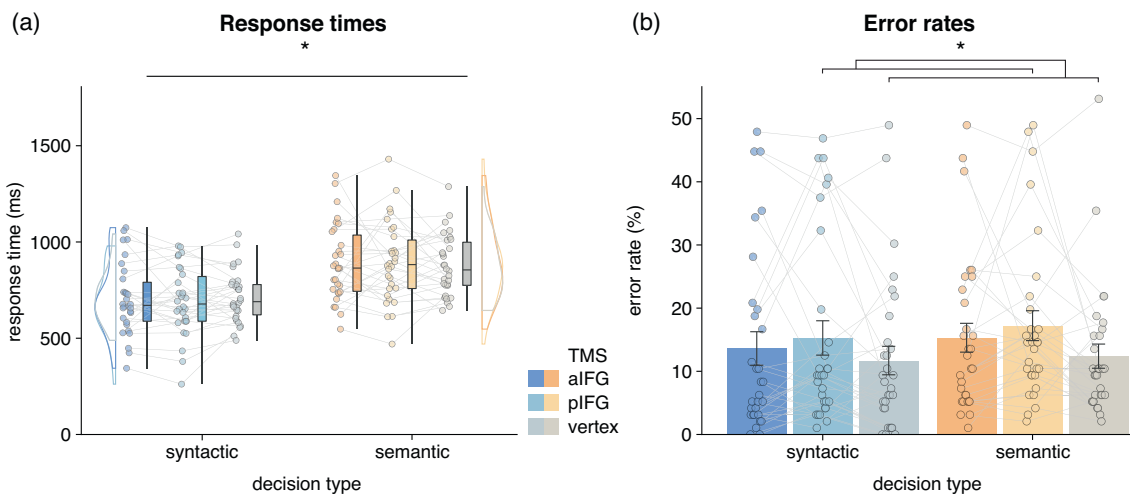 (a)
Response times
*
response time (ms)
1500
1000
500
0
syntactic
semantic
decision type
TMS
aIFG
pIFG
vertex
(b)
Error rates
*
error rate (%)
50
40
30
20
10
0
syntactic
semantic
decision type